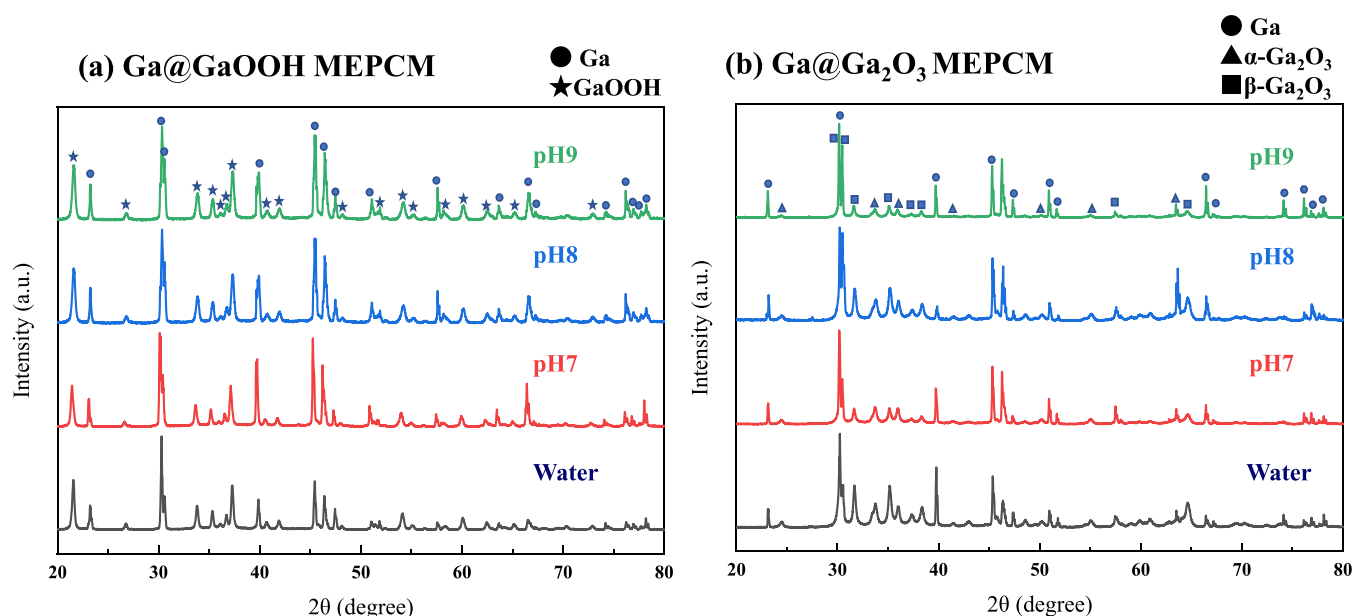 (a) Ga@GaOOH MEPCM
● Ga
★GaOOH
pH9
pH8
pH7
Water
Intensity (a.u.)
20 30 40 50 60 70 80
2θ (degree)
(b) Ga@Ga₂O₃ MEPCM
● Ga
▲α-Ga₂O₃
■β-Ga₂O₃
pH9
pH8
pH7
Water
Intensity (a.u.)
20 30 40 50 60 70 80
2θ (degree)